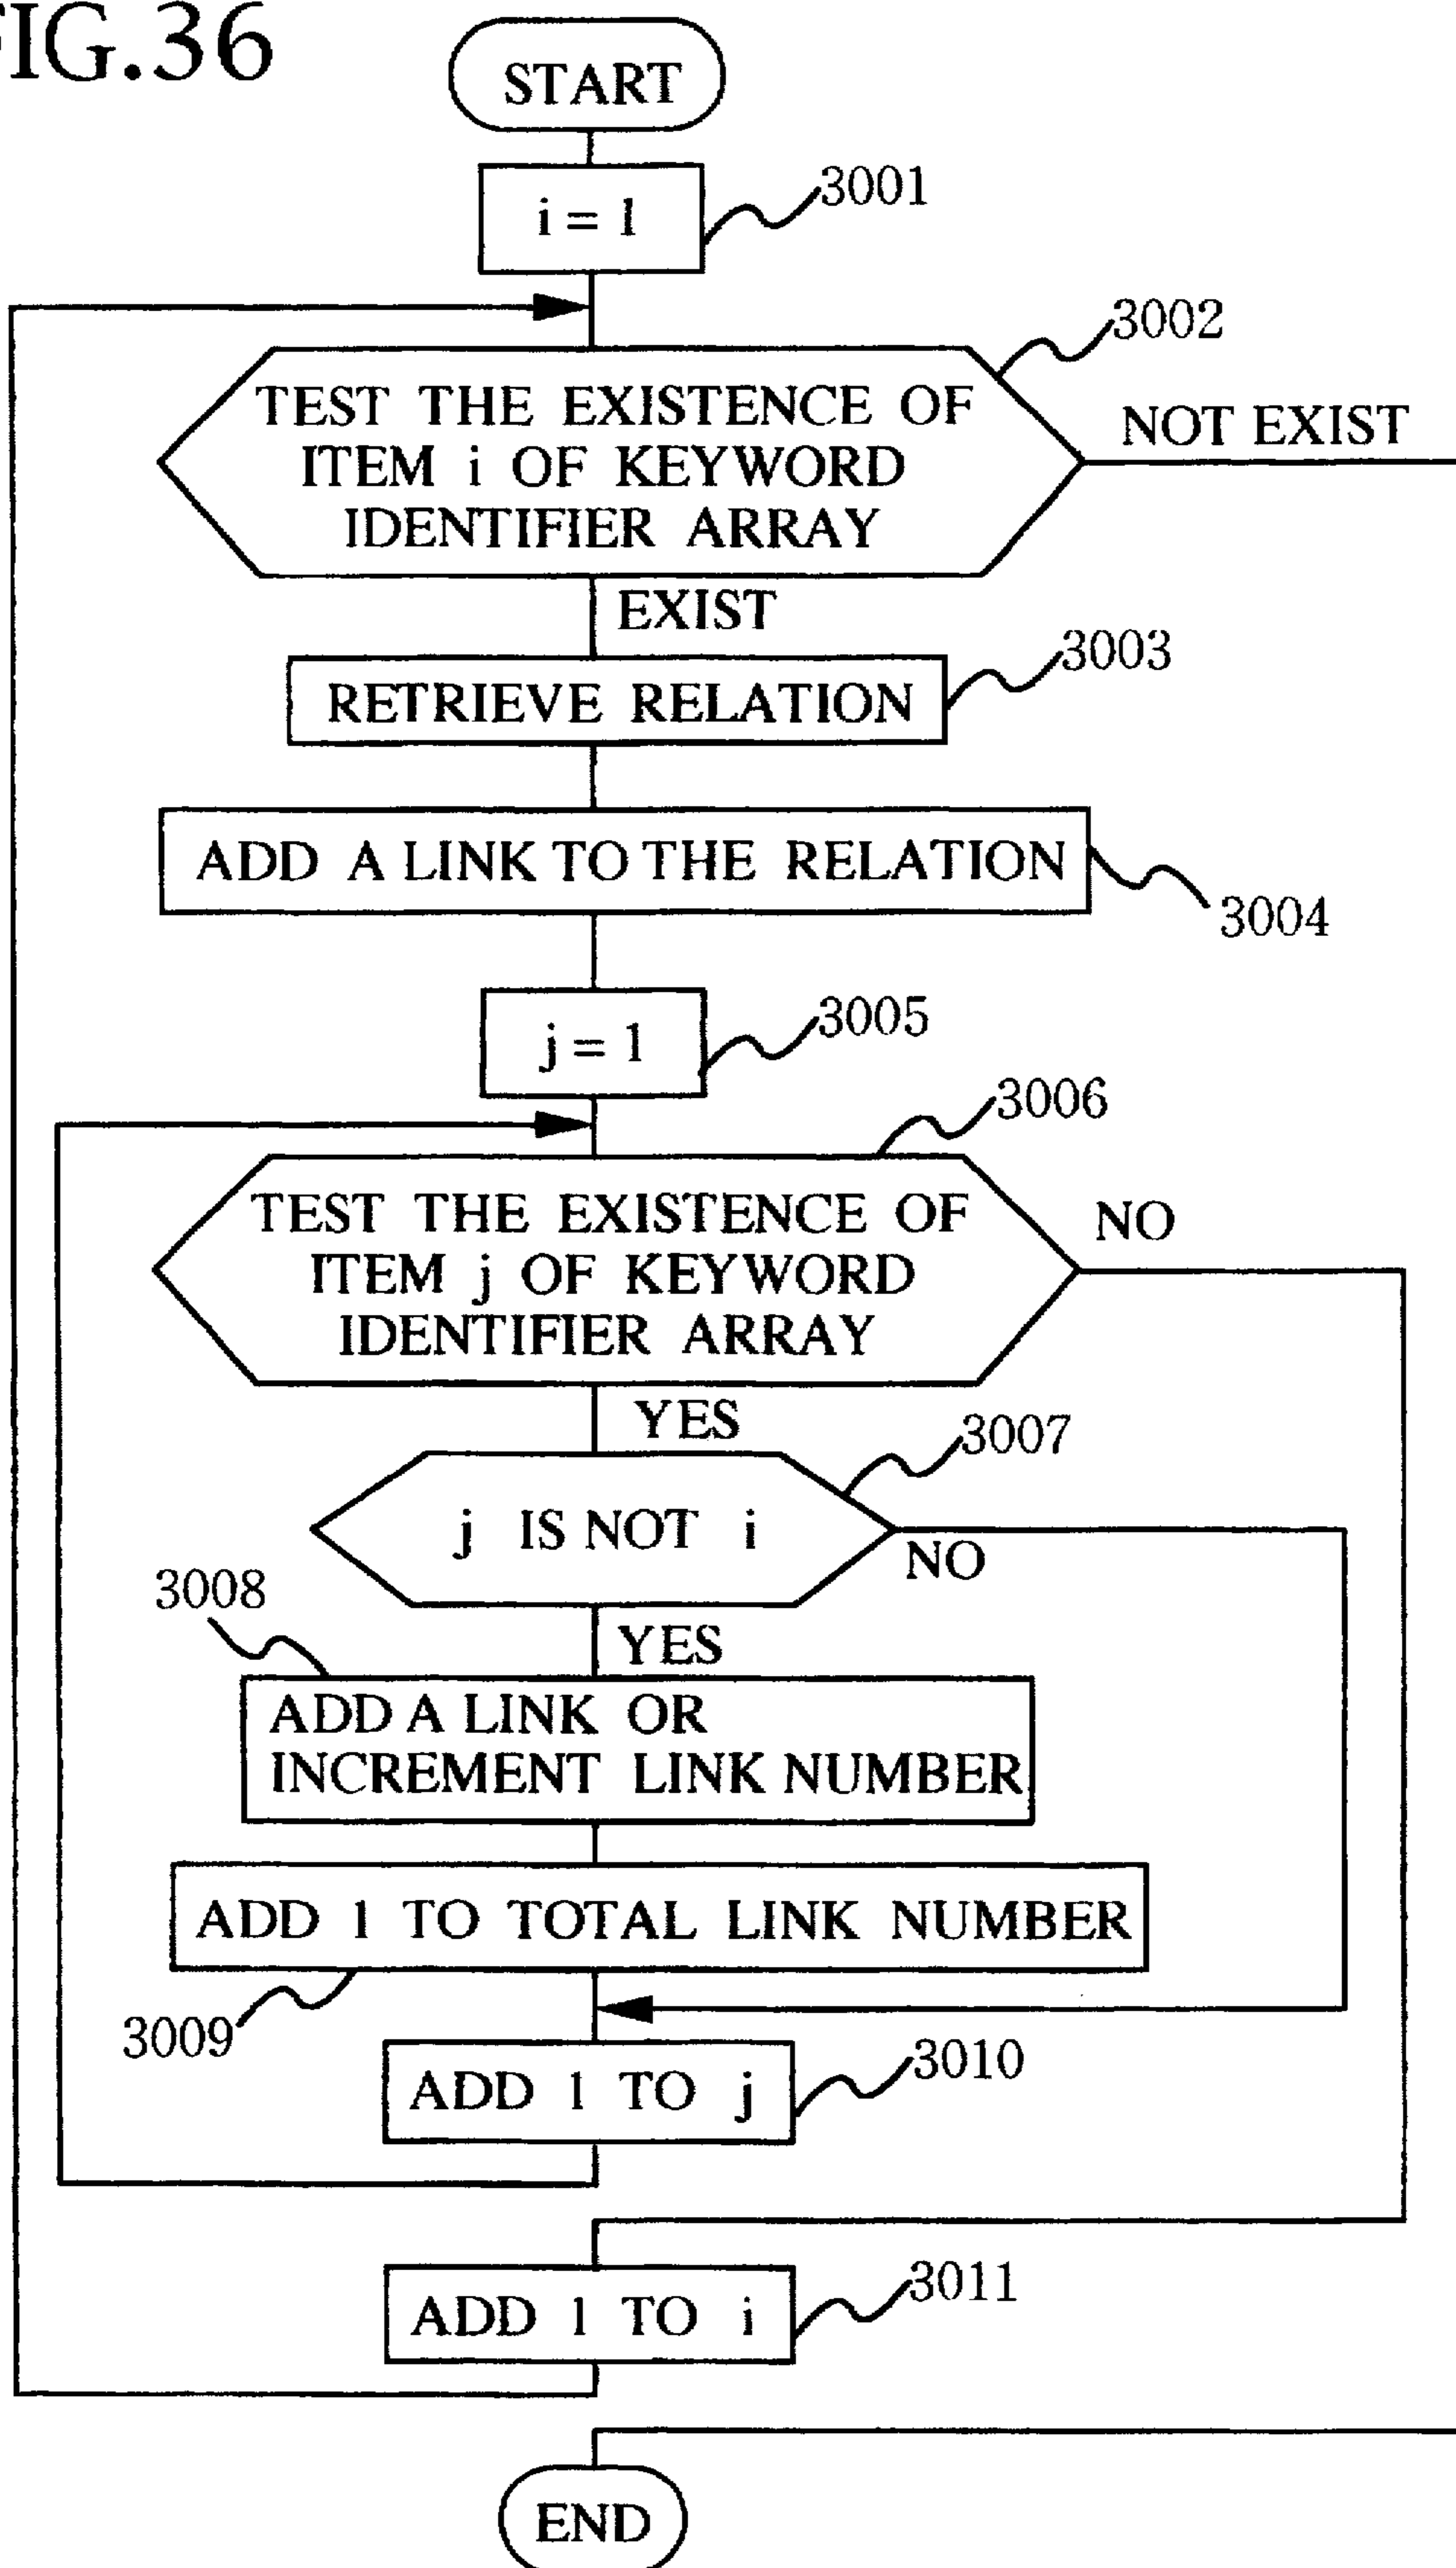 FIG.36
START
i = 1
3001
3002
TEST THE EXISTENCE OF
ITEM i OF KEYWORD
IDENTIFIER ARRAY
NOT EXIST
EXIST
3003
RETRIEVE RELATION
ADD A LINK TO THE RELATION
3004
j = 1
3005
3006
TEST THE EXISTENCE OF
ITEM j OF KEYWORD
IDENTIFIER ARRAY
NO
YES
3007
j IS NOT i
NO
3008
YES
ADD A LINK OR
INCREMENT LINK NUMBER
ADD 1 TO TOTAL LINK NUMBER
3009
3010
ADD 1 TO j
3011
ADD 1 TO i
END